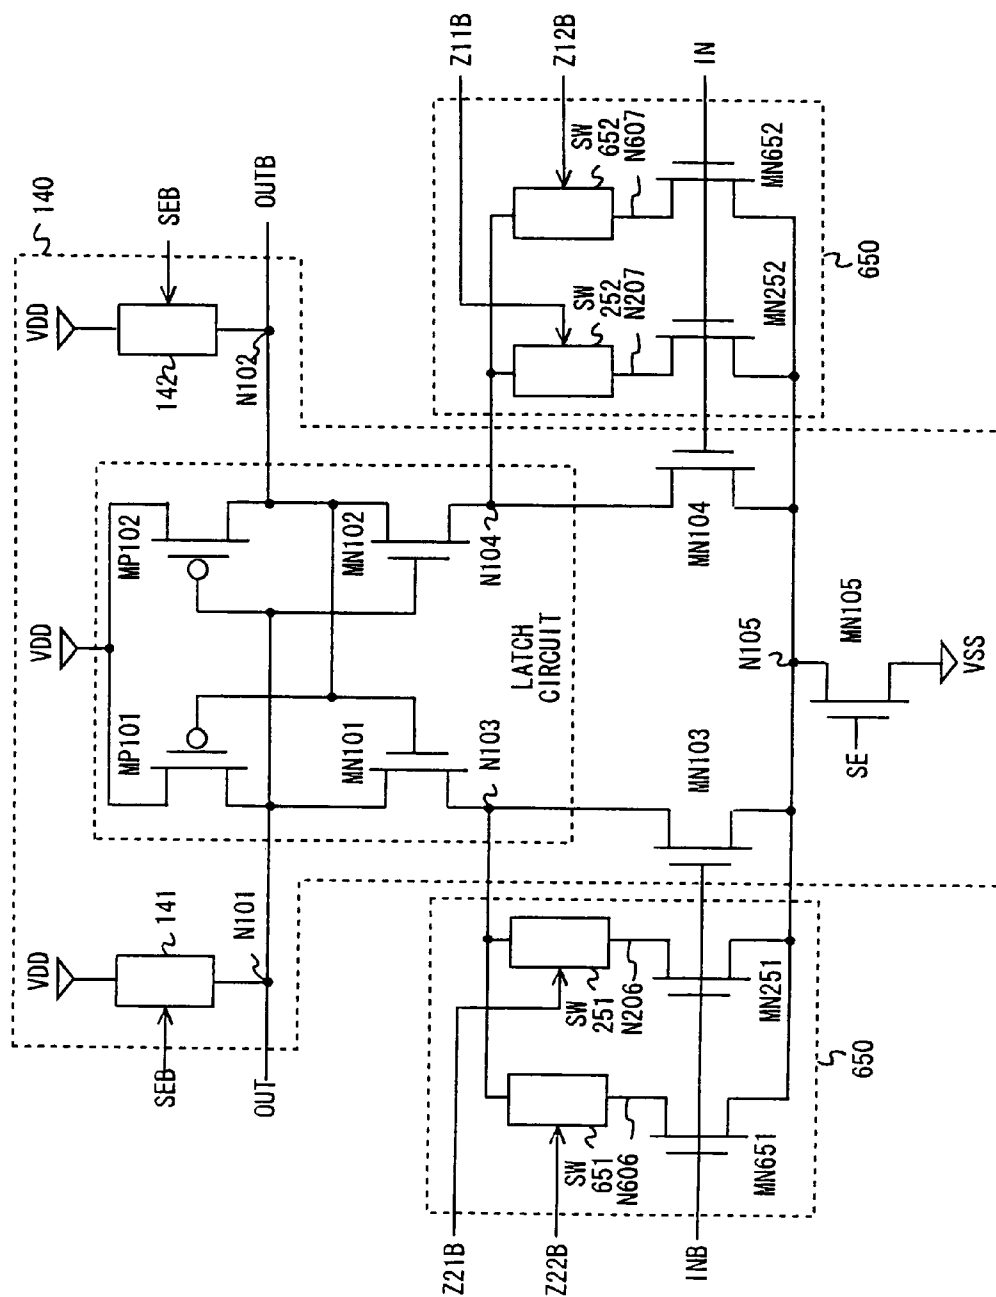 140
VDD
VDD
VDD
SEB
141
142
SEB
MP101
MP102
OUT
N101
N102
OUTB
MN101
MN102
LATCH
CIRCUIT
N103
N104
Z21B
Z11B
Z22B
Z12B
SW
651
N606
SW
251
N206
SW
252
N207
SW
652
N607
INB
IN
MN651
MN251
MN103
MN104
MN252
MN652
N105
650
650
SE
MN105
VSS